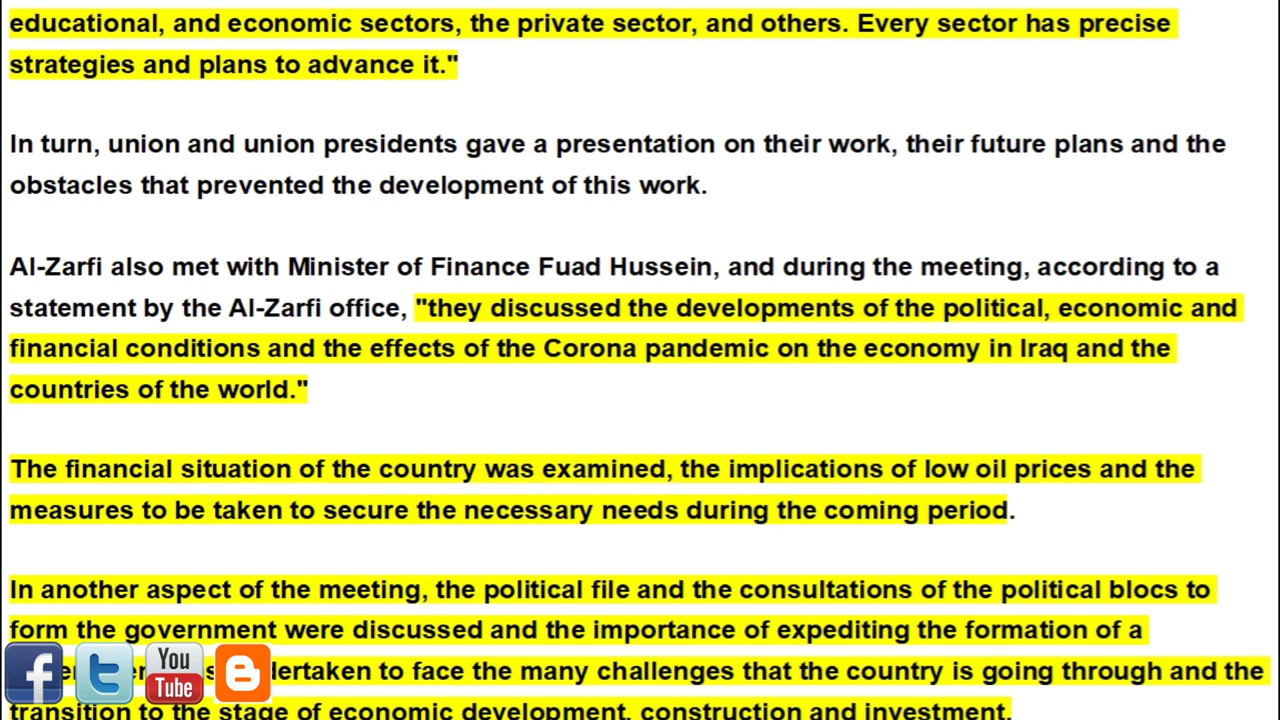 educational, and economic sectors, the private sector, and others. Every sector has precise
strategies and plans to advance it."
In turn, union and union presidents gave a presentation on their work, their future plans and the
obstacles that prevented the development of this work.
Al-Zarfi also met with Minister of Finance Fuad Hussein, and during the meeting, according to a
statement by the Al-Zarfi office, "they discussed the developments of the political, economic and
financial conditions and the effects of the Corona pandemic on the economy in Iraq and the
countries of the world."
The financial situation of the country was examined, the implications of low oil prices and the
measures to be taken to secure the necessary needs during the coming period.
In another aspect of the meeting, the political file and the consultations of the political blocs to
form the government were discussed and the importance of expediting the formation of a
to face the many challenges that the country is going through and the
transition to the stage of economic development, construction and investment.
You
Tube